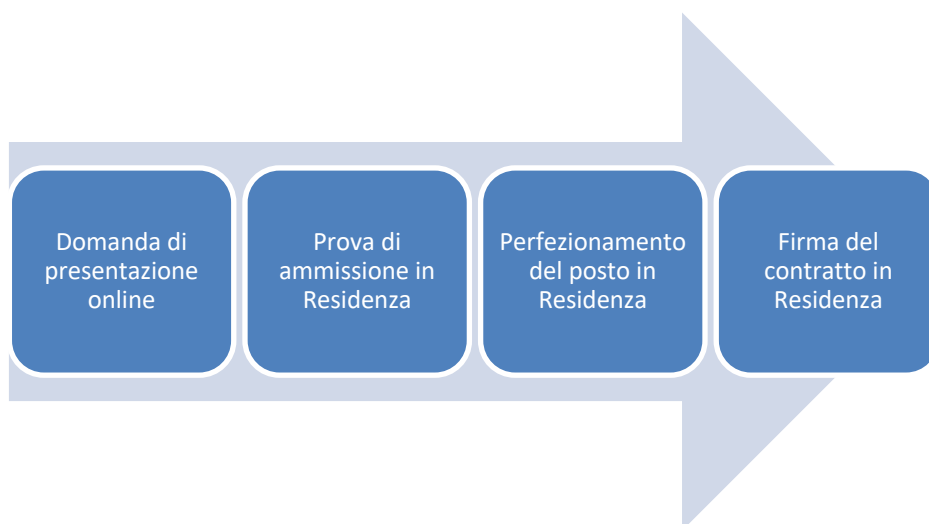 Domanda di
presentazione
online
Prova di
ammissione in
Residenza
Perfezionamento
del posto in
Residenza
Firma del
contratto in
Residenza